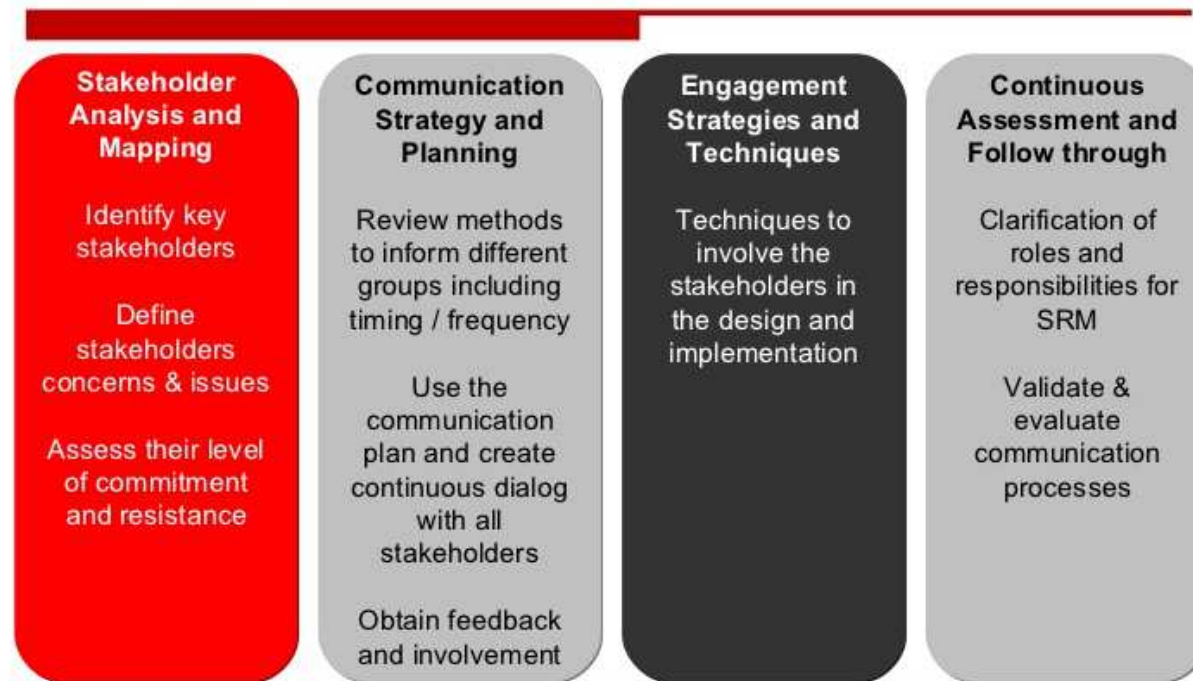 Stakeholder
Analysis and
Mapping
Identify key
stakeholders
Define
stakeholders
concerns & issues
Assess their level
of commitment
and resistance
Communication
Strategy and
Planning
Review methods
to inform different
groups including
timing / frequency
Use the
communication
plan and create
continuous dialog
with all
stakeholders
Obtain feedback
and involvement
Engagement
Strategies and
Techniques
Techniques to
involve the
stakeholders in
the design and
implementation
Continuous
Assessment and
Follow through
Clarification of
roles and
responsibilities for
SRM
Validate &
evaluate
communication
processes